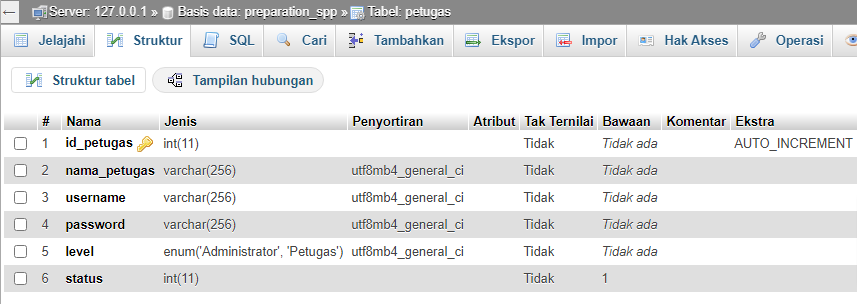 ← Server: 127.0.0.1 » Basis data: preparation_spp » Tabel: petugas
Jelajahi Struktur SQL Cari Tambahkan Ekspor Impor Hak Akses Operasi
Struktur tabel Tampilan hubungan
# Nama Jenis Penyortiran Atribut Tak Ternilai Bawaan Komentar Ekstra
1 id_petugas int(11) Tidak Tidak ada AUTO_INCREMENT
2 nama_petugas varchar(256) utf8mb4_general_ci Tidak Tidak ada
3 username varchar(256) utf8mb4_general_ci Tidak Tidak ada
4 password varchar(256) utf8mb4_general_ci Tidak Tidak ada
5 level enum('Administrator', 'Petugas') utf8mb4_general_ci Tidak Tidak ada
6 status int(11) Tidak 1